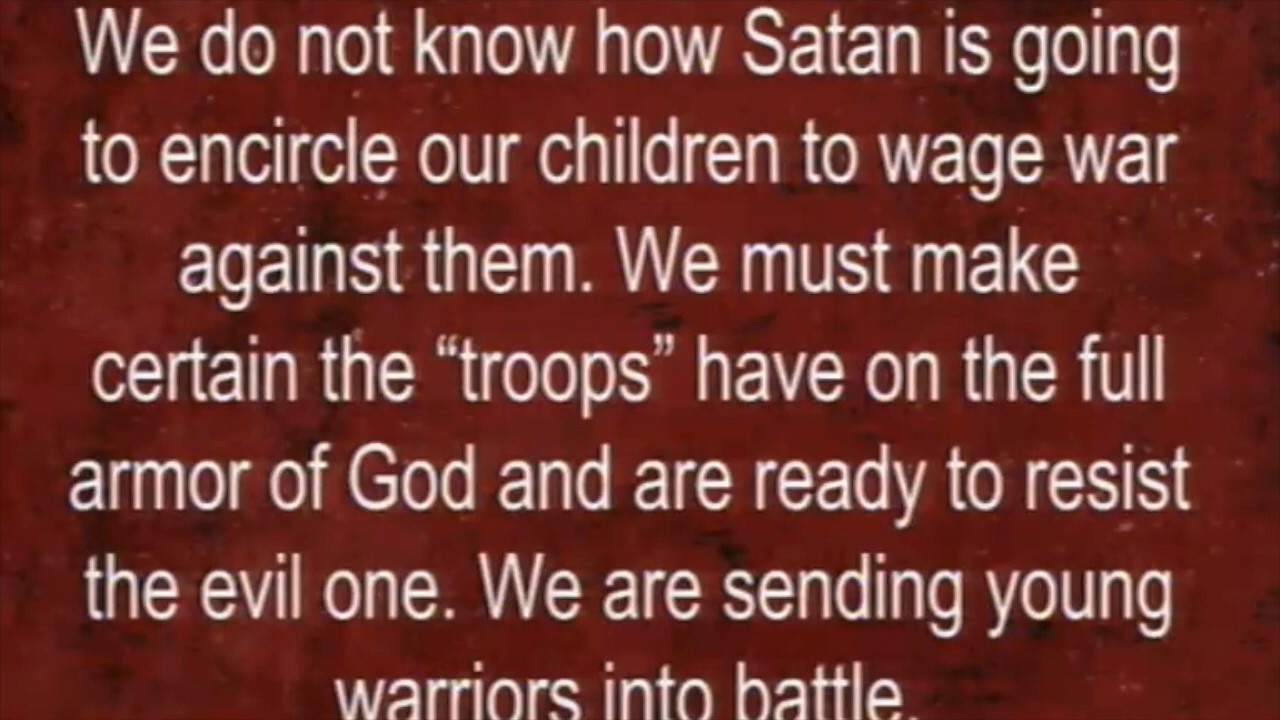 We do not know how Satan is going
to encircle our children to wage war
against them. We must make
certain the “troops” have on the full
armor of God and are ready to resist
the evil one. We are sending young
warriors into battle.